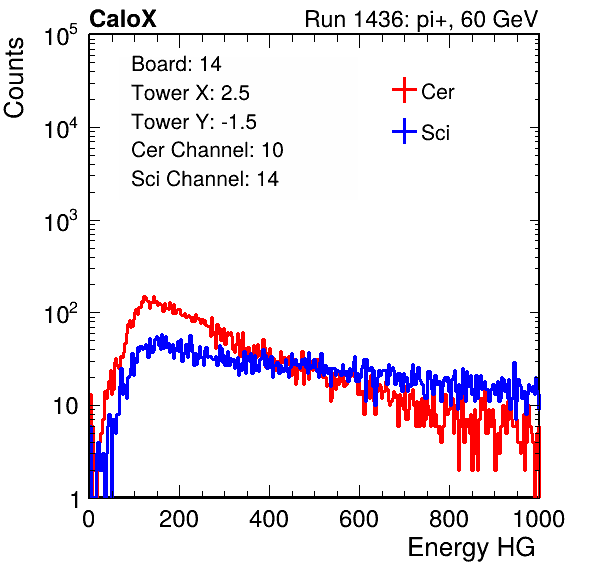 CaloX Run 1436: pi+, 60 GeV
Counts
Board: 14
Tower X: 2.5
Tower Y: -1.5
Cer Channel: 10
Sci Channel: 14
Cer
Sci
10^5
10^4
10^3
10^2
10
1
0 200 400 600 800 1000
Energy HG